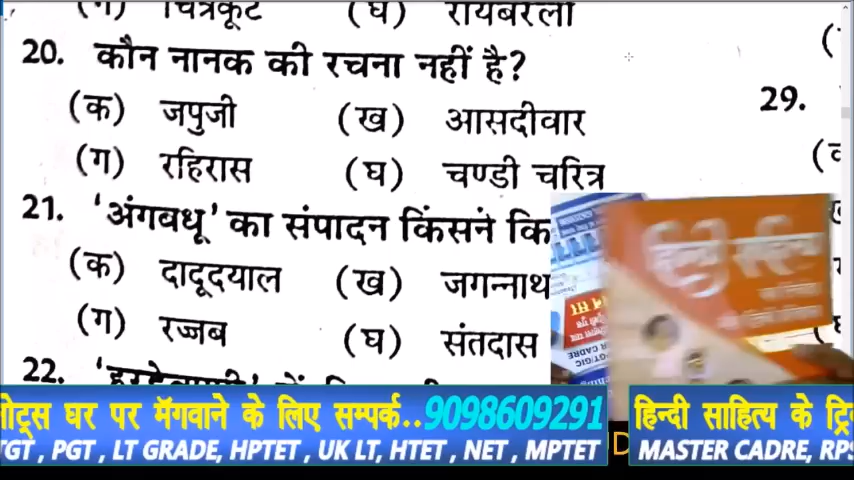 (ग) चित्रकूट (घ) रायबरेली
20. कौन नानक की रचना नहीं है?
(क) जपुजी (ख) आसदीवार
29.
(ग) रहिरास (घ) चण्डी चरित्र
21. 'अंगबधू' का संपादन किसने कि
(क) दादूदयाल (ख) जगन्नाथ
(ग) रज्जब (घ) संतदास
22.
हिन्दी साहित्य
नोट्स घर पर मॅगवाने के लिए सम्पर्क..9098609291
TGT , PGT , LT GRADE, HPTET , UK LT, HTET , NET , MPTET
हिन्दी साहित्य के ट्रि
MASTER CADRE, RPS